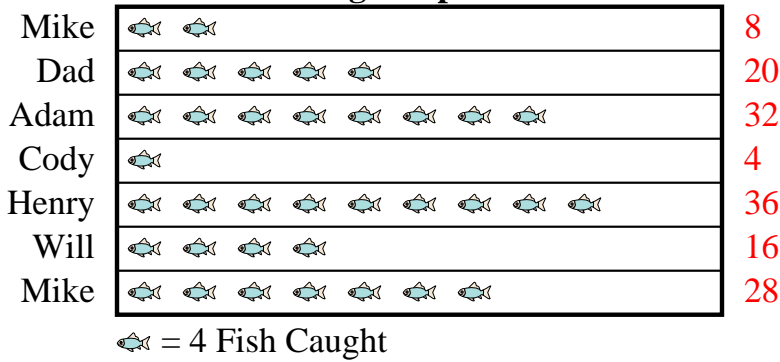 Mike 8
Dad 20
Adam 32
Cody 4
Henry 36
Will 16
Mike 28
= 4 Fish Caught